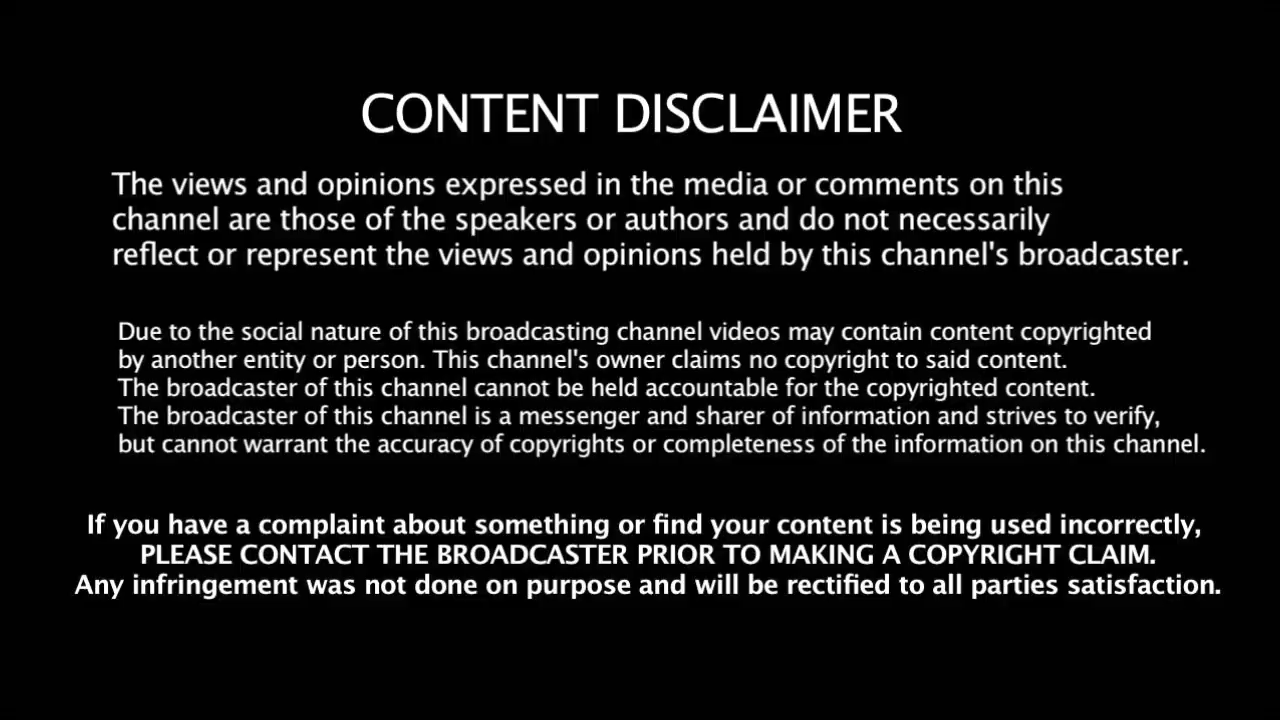 CONTENT DISCLAIMER
The views and opinions expressed in the media or comments on this
channel are those of the speakers or authors and do not necessarily
reflect or represent the views and opinions held by this channel's broadcaster.
Due to the social nature of this broadcasting channel videos may contain content copyrighted
by another entity or person. This channel's owner claims no copyright to said content.
The broadcaster of this channel cannot be held accountable for the copyrighted content.
The broadcaster of this channel is a messenger and sharer of information and strives to verify,
but cannot warrant the accuracy of copyrights or completeness of the information on this channel.
If you have a complaint about something or find your content is being used incorrectly,
PLEASE CONTACT THE BROADCASTER PRIOR TO MAKING A COPYRIGHT CLAIM.
Any infringement was not done on purpose and will be rectified to all parties satisfaction.